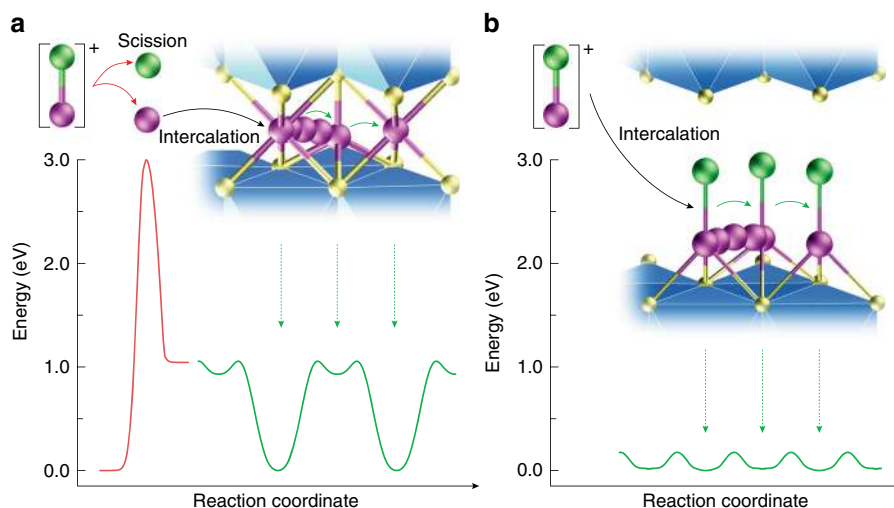 a
+
Scission
Intercalation
3.0
2.0
1.0
0.0
Energy (eV)
Reaction coordinate
b
+
Intercalation
3.0
2.0
1.0
0.0
Energy (eV)
Reaction coordinate